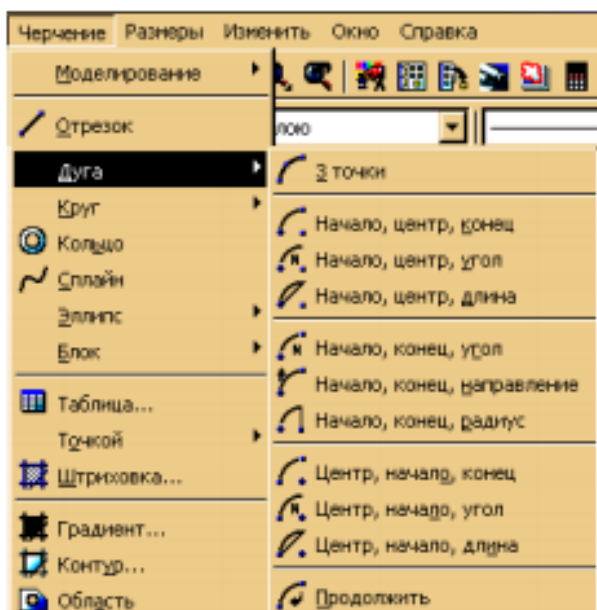 Черчение Размеры Изменить Окно Справка
Моделирование
Отрезок
лою
Дуга
3 точки
Круг
Начало, центр, конец
Кольцо
Начало, центр, угол
Сплайн
Начало, центр, длина
Эллипс
Блок
Начало, конец, угол
Начало, конец, направление
Таблица...
Начало, конец, радиус
Точкой
Штриховка...
Центр, начало, конец
Центр, начало, угол
Градиент...
Центр, начало, длина
Контур...
Область
Продолжить